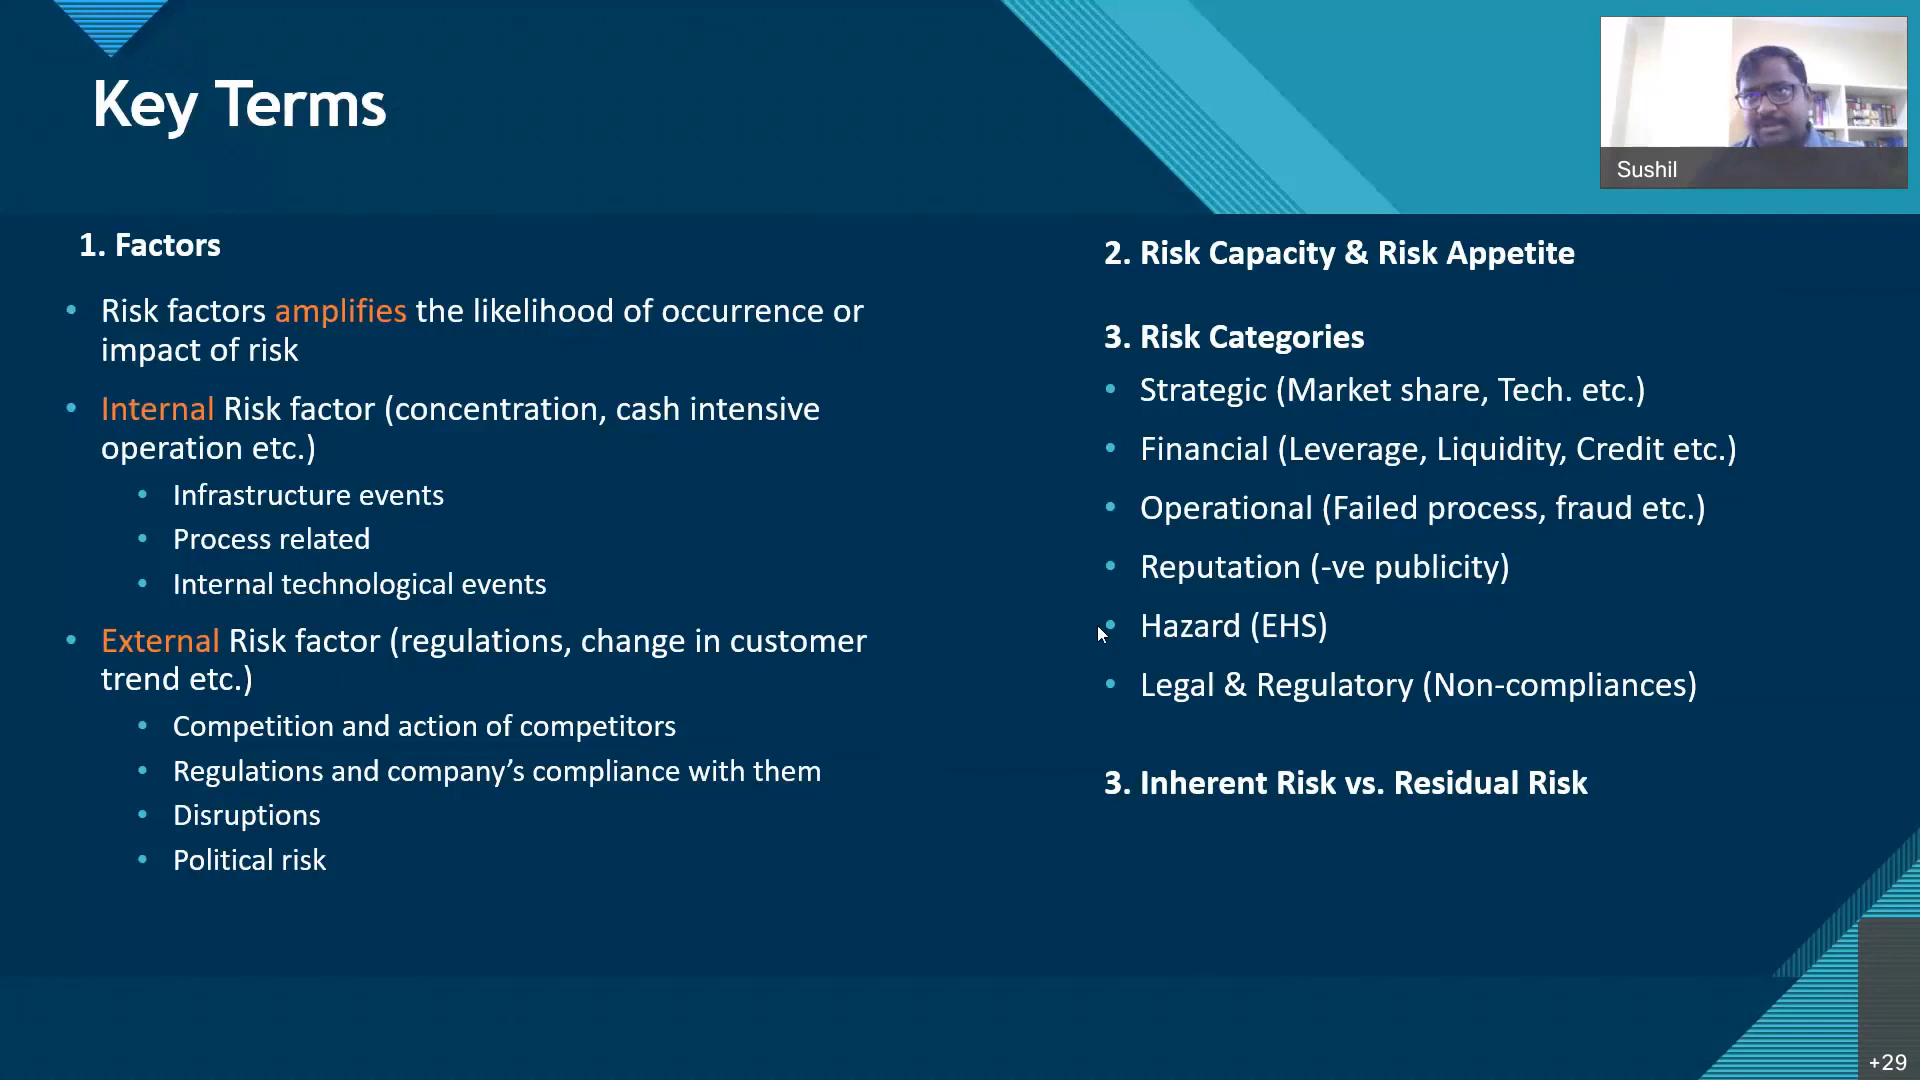 Key Terms
Sushil
1. Factors
• Risk factors amplifies the likelihood of occurrence or
impact of risk
• Internal Risk factor (concentration, cash intensive
operation etc.)
• Infrastructure events
• Process related
• Internal technological events
• External Risk factor (regulations, change in customer
trend etc.)
• Competition and action of competitors
• Regulations and company’s compliance with them
• Disruptions
• Political risk
2. Risk Capacity & Risk Appetite
3. Risk Categories
• Strategic (Market share, Tech. etc.)
• Financial (Leverage, Liquidity, Credit etc.)
• Operational (Failed process, fraud etc.)
• Reputation (-ve publicity)
• Hazard (EHS)
• Legal & Regulatory (Non-compliances)
3. Inherent Risk vs. Residual Risk
+29